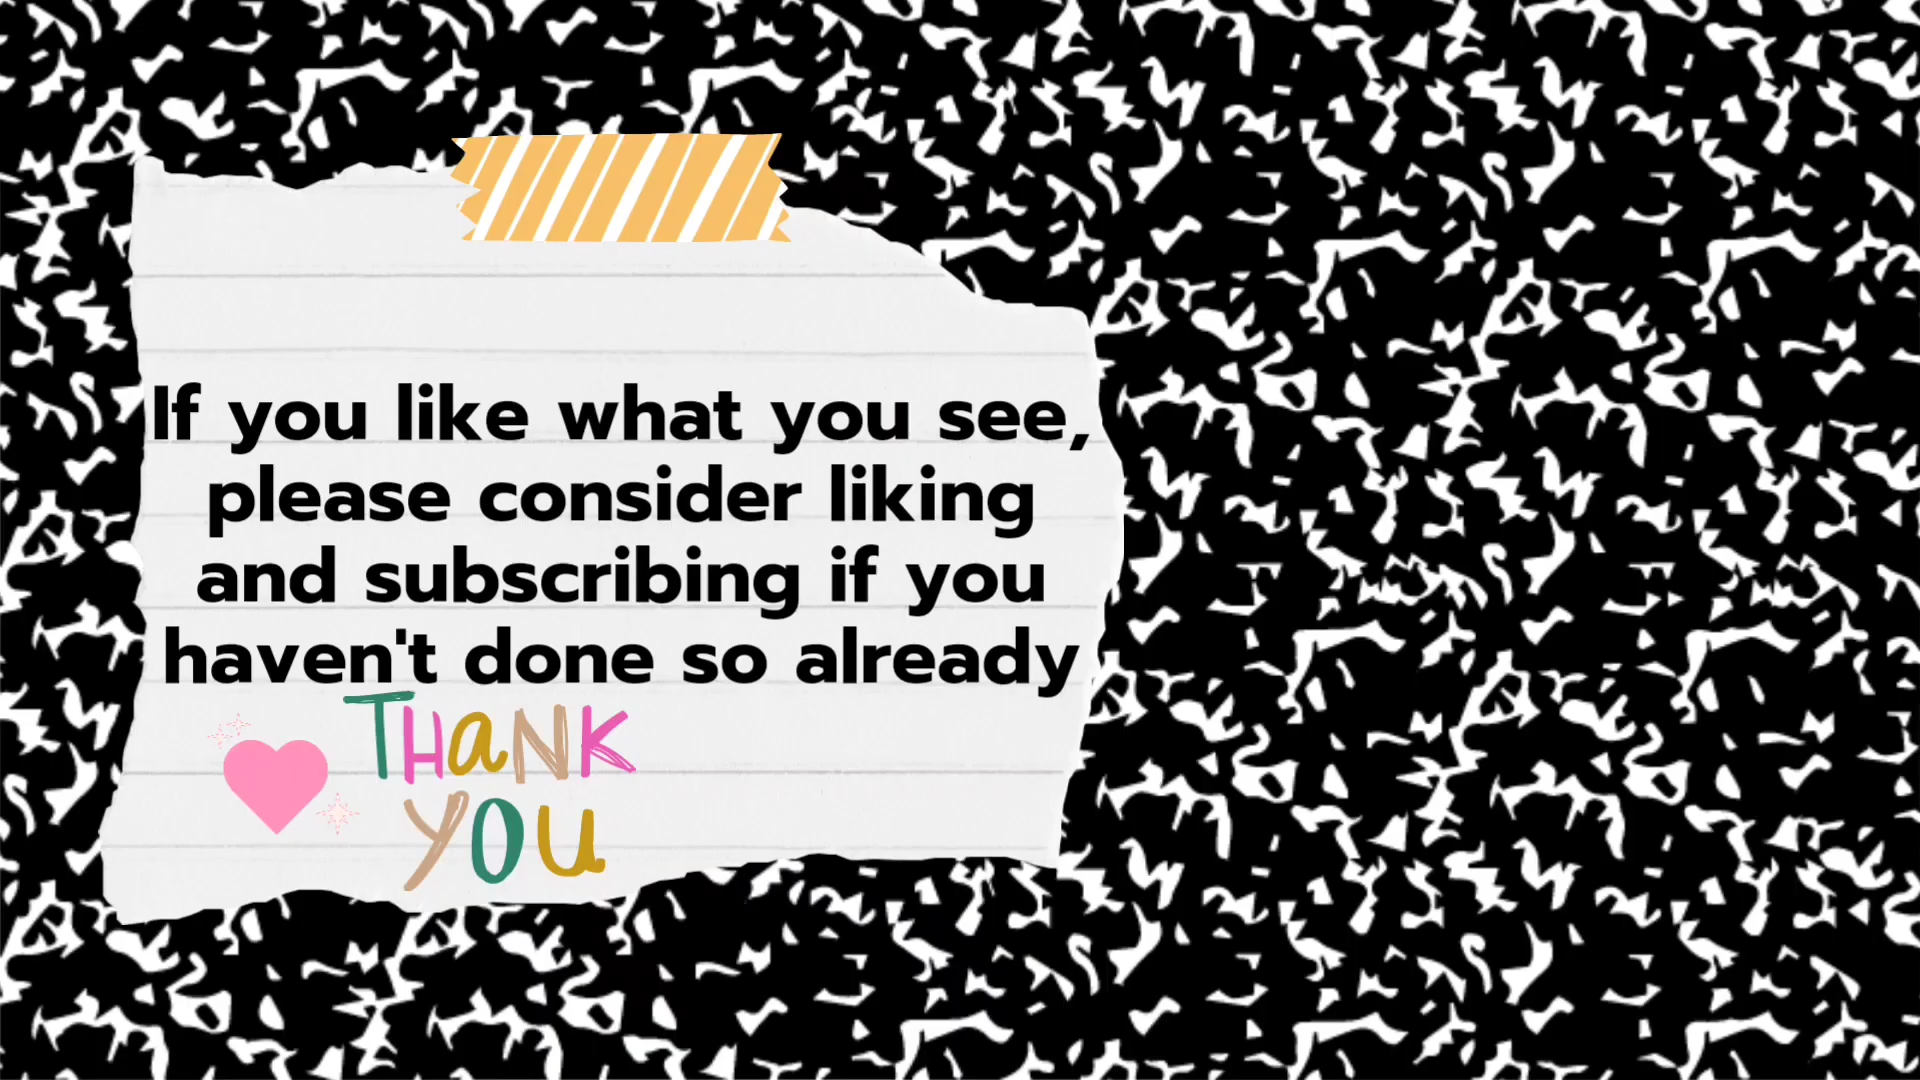 If you like what you see,
please consider liking
and subscribing if you
haven't done so already
THaNK
YOU